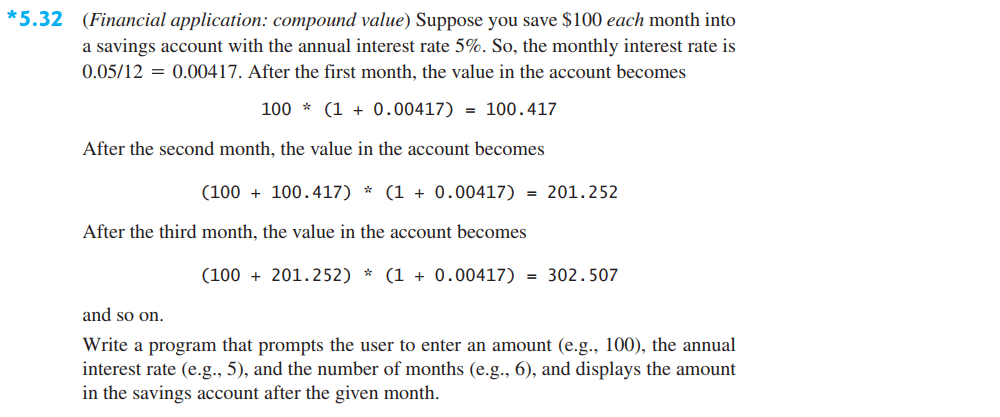 *5.32 (Financial application: compound value) Suppose you save $100 each month into
a savings account with the annual interest rate 5%. So, the monthly interest rate is
0.05/12 = 0.00417. After the first month, the value in the account becomes
100 * (1 + 0.00417) = 100.417
After the second month, the value in the account becomes
(100 + 100.417) * (1 + 0.00417) = 201.252
After the third month, the value in the account becomes
(100 + 201.252) * (1 + 0.00417) = 302.507
and so on.
Write a program that prompts the user to enter an amount (e.g., 100), the annual
interest rate (e.g., 5), and the number of months (e.g., 6), and displays the amount
in the savings account after the given month.